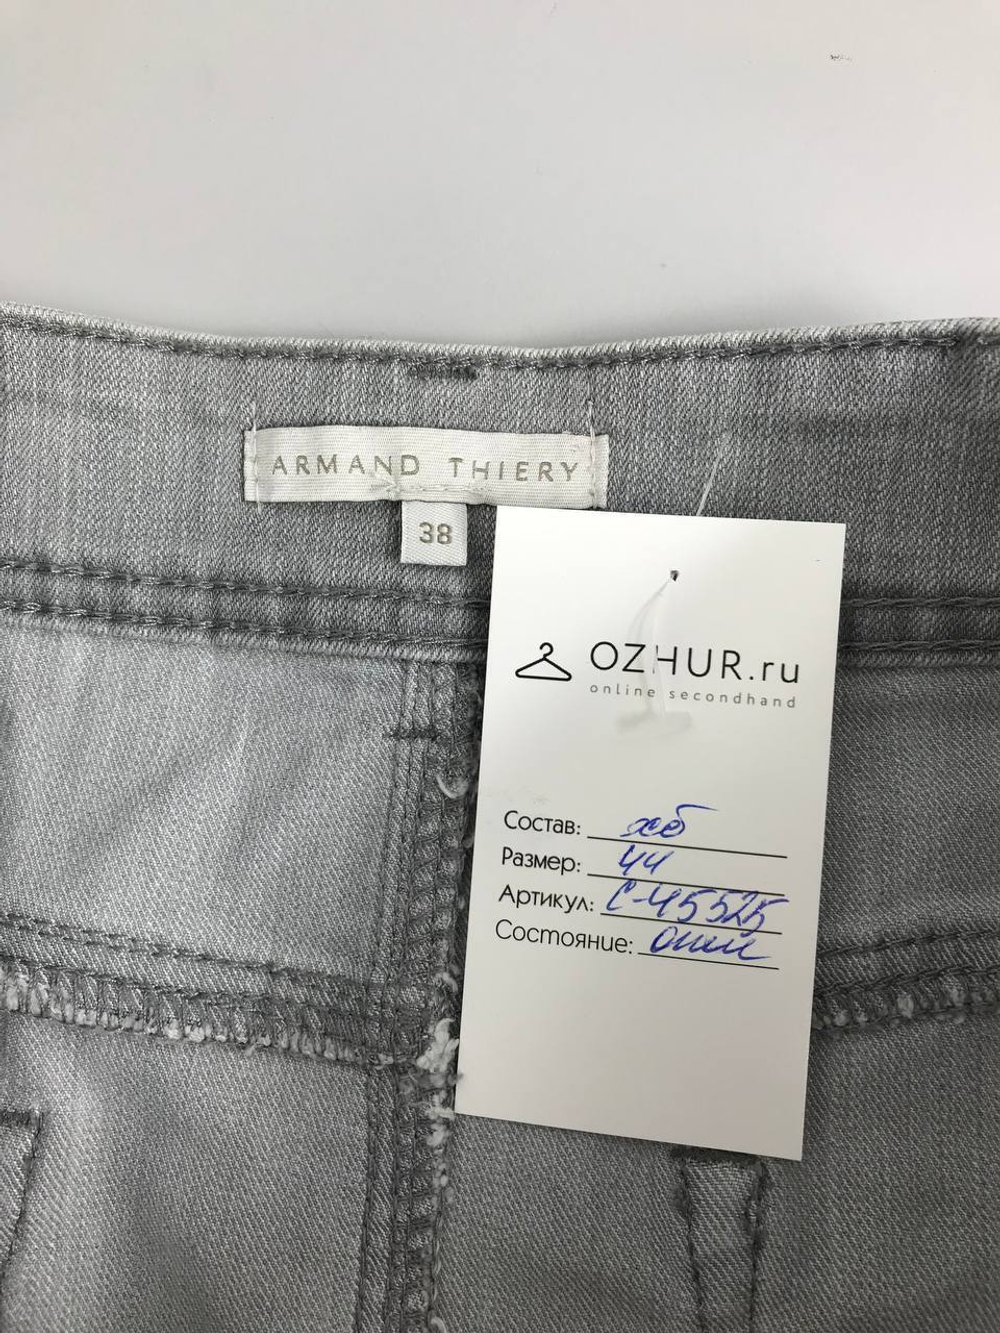 ARMAND THIERY
38
OZHUR.ru
online secondhand
Состав: хб
Размер: 44
Артикул: С-45525
Состояние: отл